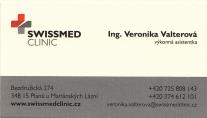 SWISSMED
CLINIC
Ing. Veronika Valterová
výkonná asistentka
Bezdružická 274
348 15 Planá u Mariánských Lázní
www.swissmedclinic.cz
+420 725 808 143
+420 374 612 101
veronika.valterova@swissmedclinic.cz